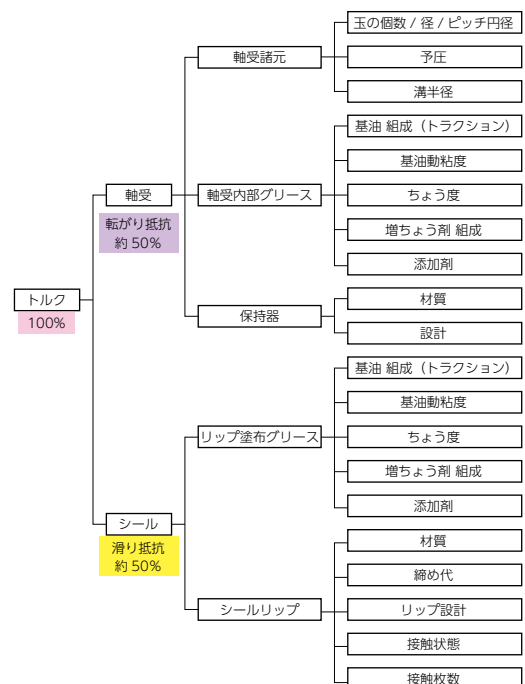 トルク
100%
軸受
転がり抵抗
約 50%
軸受諸元
玉の個数 / 径 / ピッチ円径
予圧
溝半径
軸受内部グリース
基油 組成（トラクション）
基油動粘度
ちょう度
増ちょう剤 組成
添加剤
保持器
材質
設計
シール
滑り抵抗
約 50%
リップ塗布グリース
基油 組成（トラクション）
基油動粘度
ちょう度
増ちょう剤 組成
添加剤
シールリップ
材質
締め代
リップ設計
接触状態
接触枚数